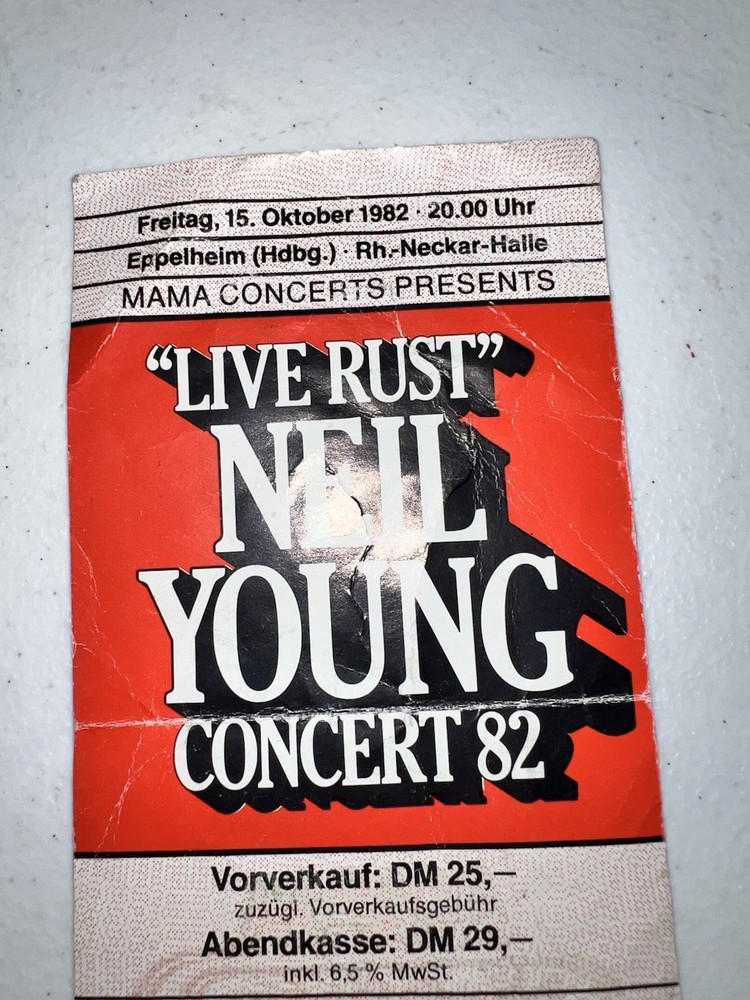 Freitag, 15. Oktober 1982 · 20.00 Uhr
Eppelheim (Hdbg.) · Rh.-Neckar-Halle
MAMA CONCERTS PRESENTS
“LIVE RUST”
NEIL
YOUNG
CONCERT 82
Vorverkauf: DM 25,—
zuzügl. Vorverkaufsgebühr
Abendkasse: DM 29,—
inkl. 6,5 % MwSt.